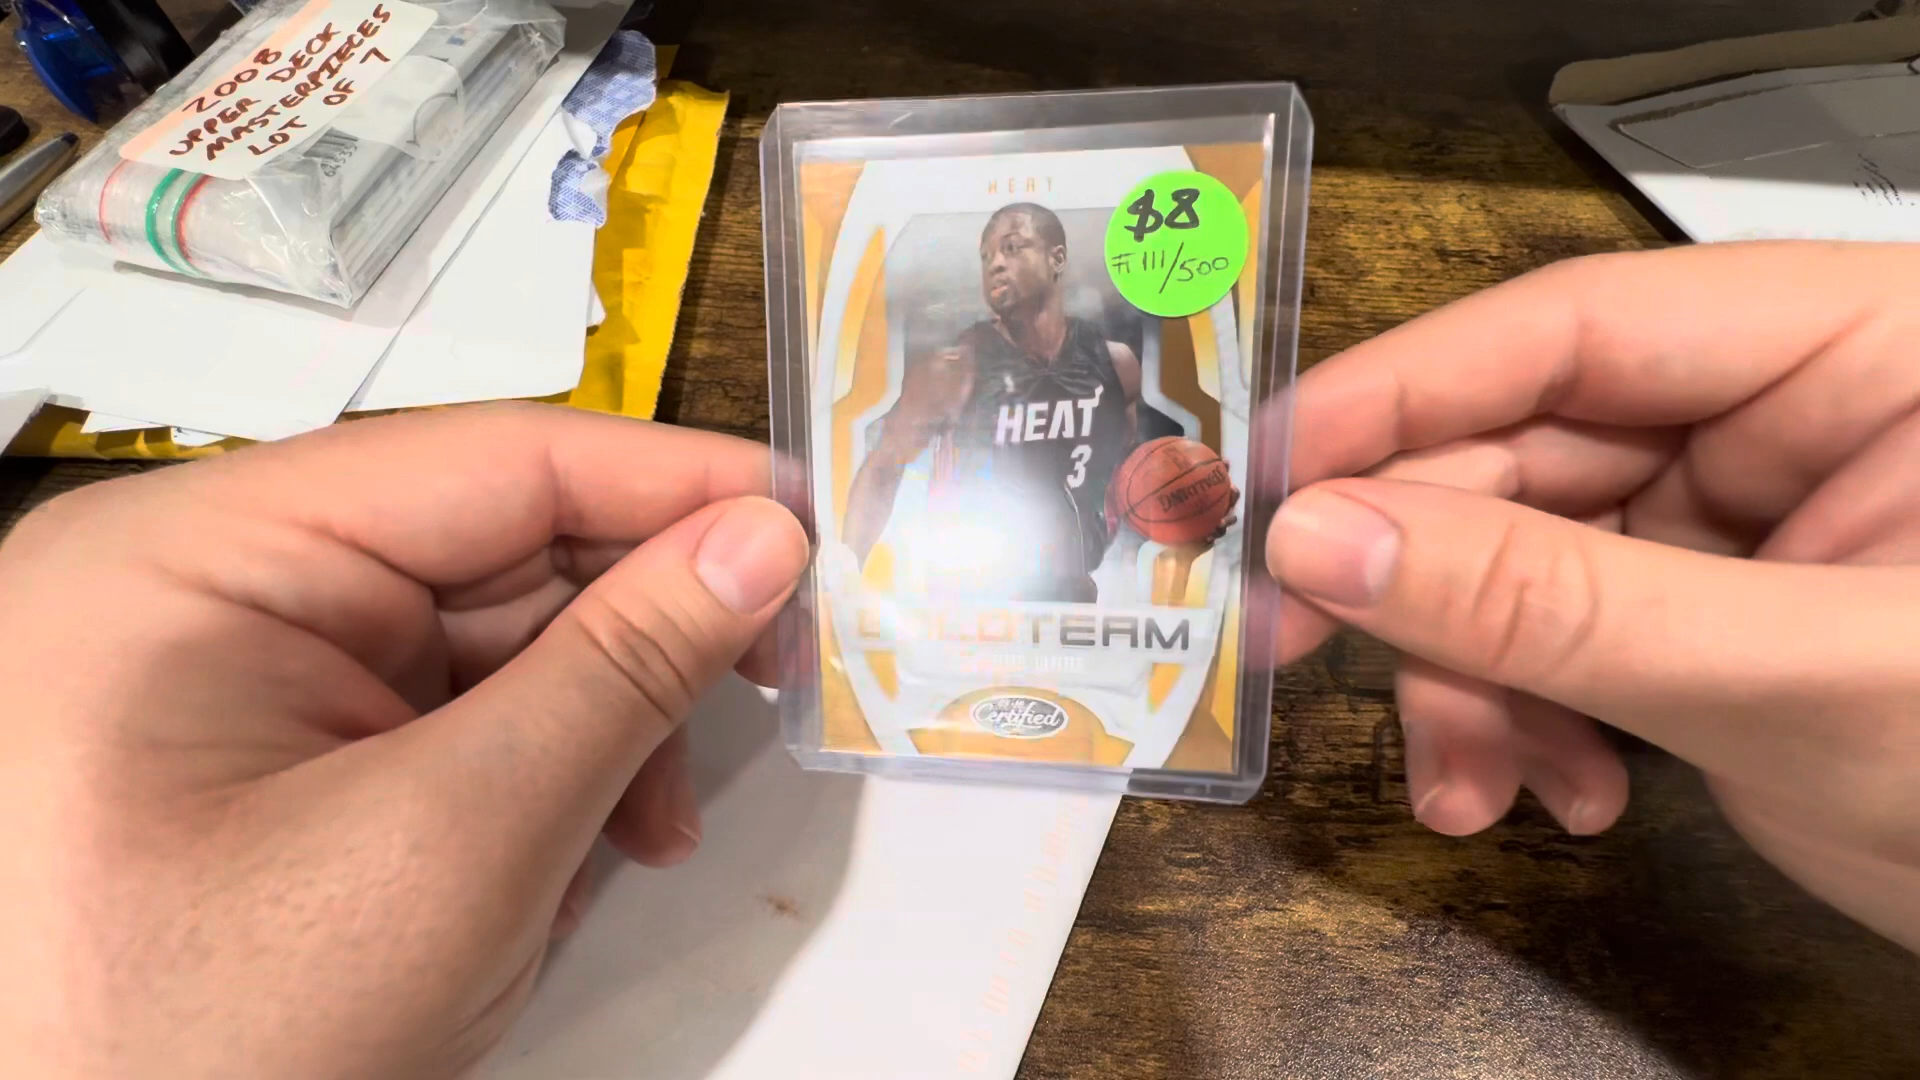 2008
UPPER DECK
MASTERPIECES
LOT OF 7
HEAT
$8
#111/500
HEAT
3
TEAM
Certified